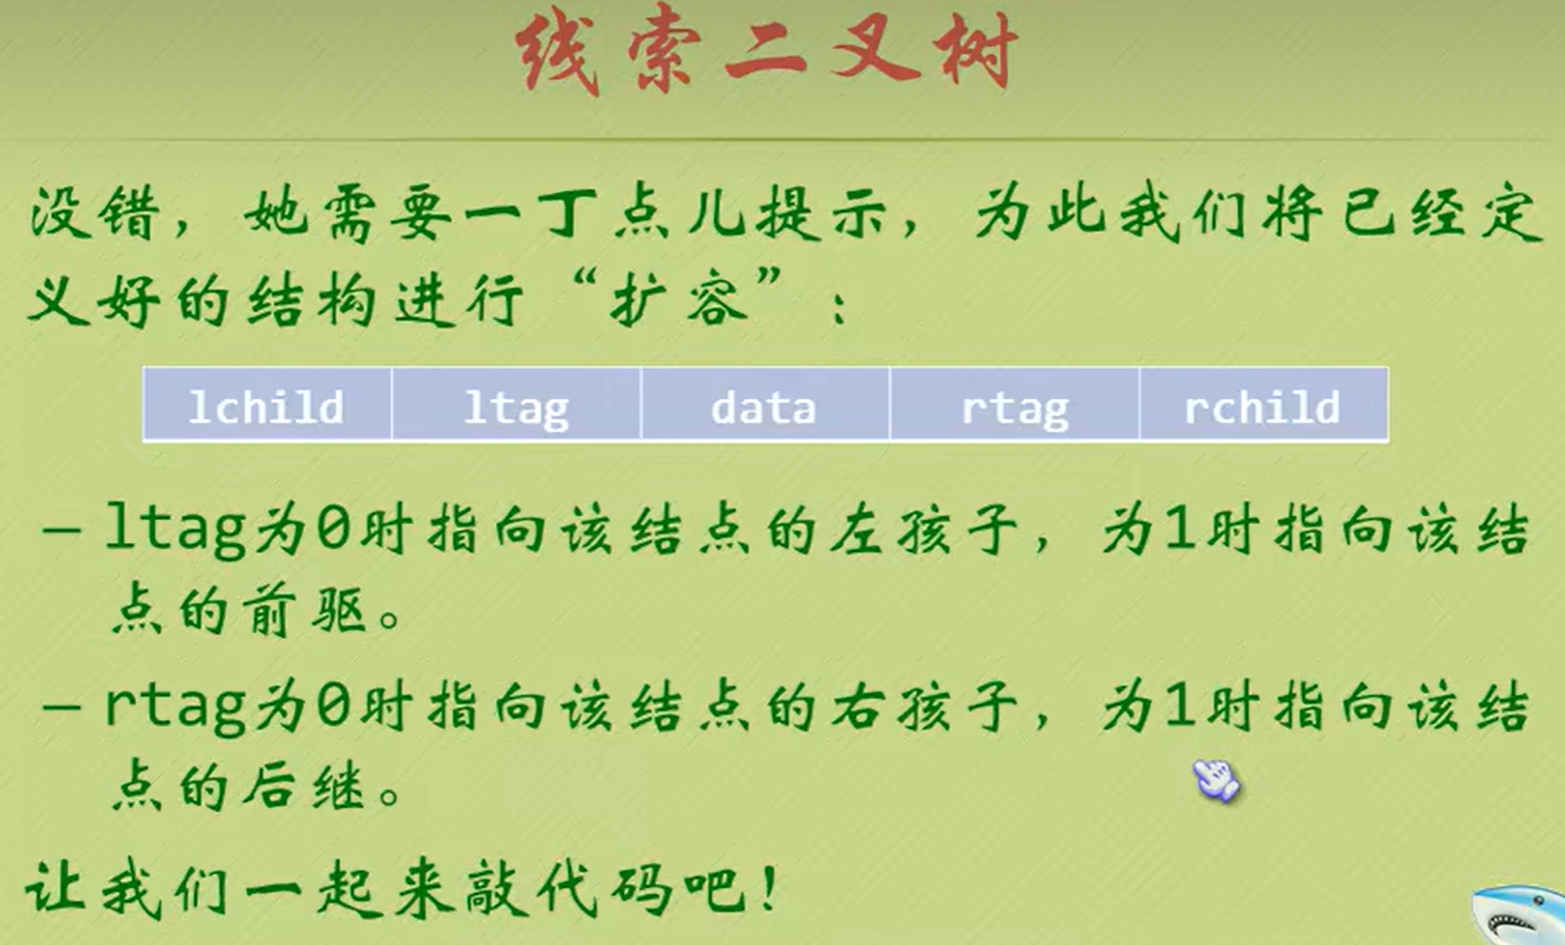 线索二叉树
没错，她需要一丁点儿提示，为此我们将已经定
义好的结构进行“扩容”：
lchild ltag data rtag rchild
– ltag为0时指向该结点的左孩子，为1时指向该结
点的前驱。
– rtag为0时指向该结点的右孩子，为1时指向该结
点的后继。
让我们一起来敲代码吧！